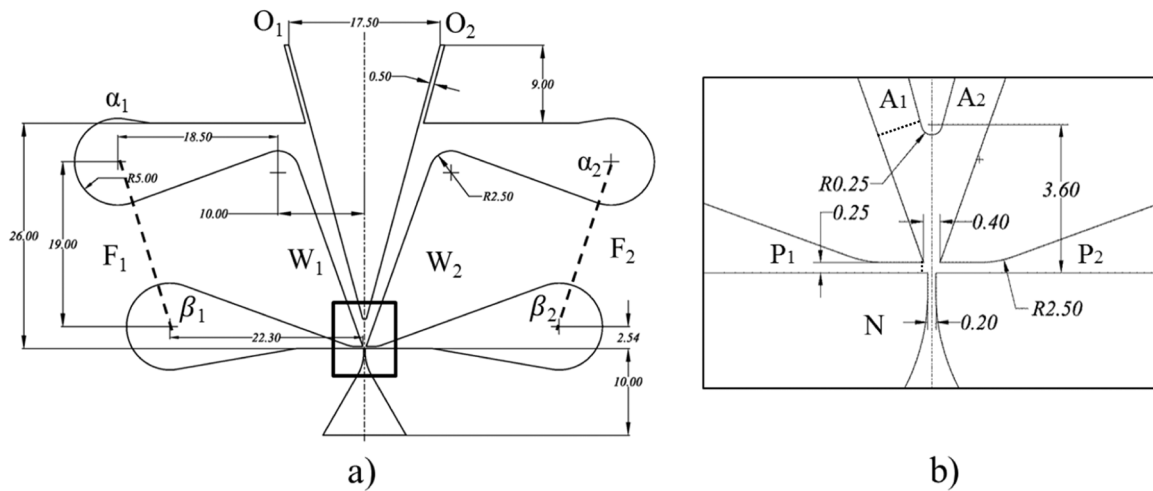 O1 17.50 O2
0.50
9.00
α1
18.50
α2
R5.00
R2.50
10.00
26.00
19.00
F1
W1
W2
F2
β1
β2
22.30
2.54
10.00
a)
A1
A2
R0.25
3.60
0.25
0.40
P1
P2
R2.50
N
0.20
b)